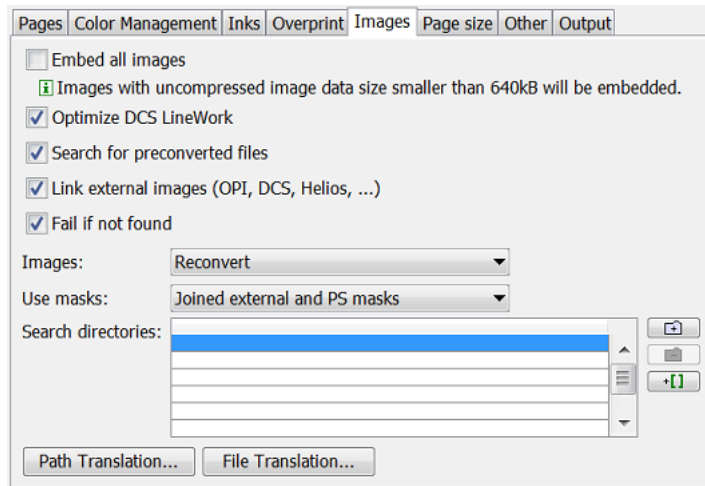 Pages Color Management Inks Overprint Images Page size Other Output
Embed all images
Images with uncompressed image data size smaller than 640kB will be embedded.
Optimize DCS LineWork
Search for preconverted files
Link external images (OPI, DCS, Helios, ...)
Fail if not found
Images: Reconvert
Use masks: Joined external and PS masks
Search directories:
Path Translation... File Translation...